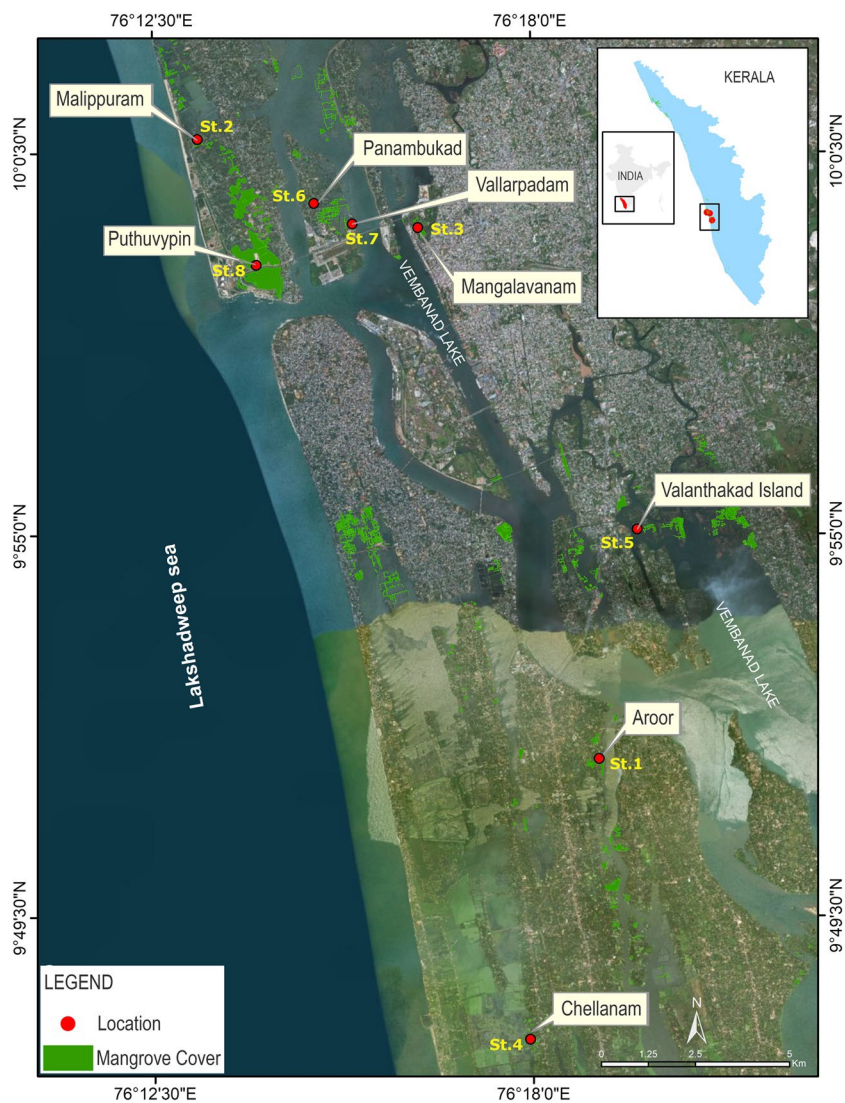 76°12'30"E
76°18'0"E
KERALA
INDIA
Malippuram
St.2
10°0'30"N
10°0'30"N
Panambukad
St.6
Vallarpadam
St.7
St.3
Puthuvypin
St.8
Mangalavanam
VEMBANAD LAKE
Valanthakad Island
St.5
9°55'0"N
9°55'0"N
Lakshadweep sea
VEMBANAD LAKE
Aroor
St.1
9°49'30"N
9°49'30"N
LEGEND
Location
Mangrove Cover
Chellanam
St.4
N
0 1.25 2.5 5
Km
76°12'30"E
76°18'0"E